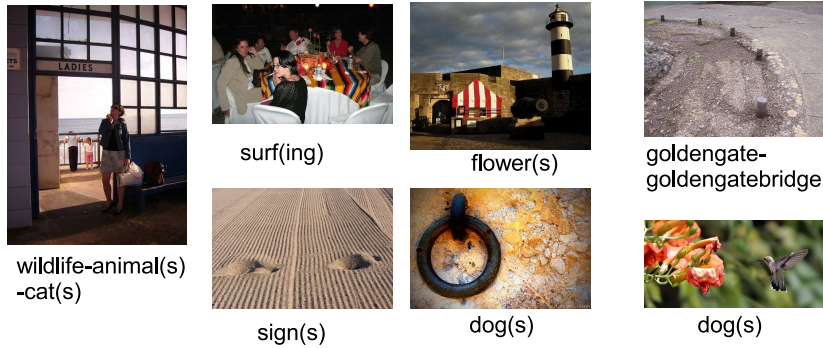 LADIES
surf(ing)
flower(s)
goldengate-
goldengatebridge
wildlife-animal(s)
-cat(s)
sign(s)
dog(s)
dog(s)